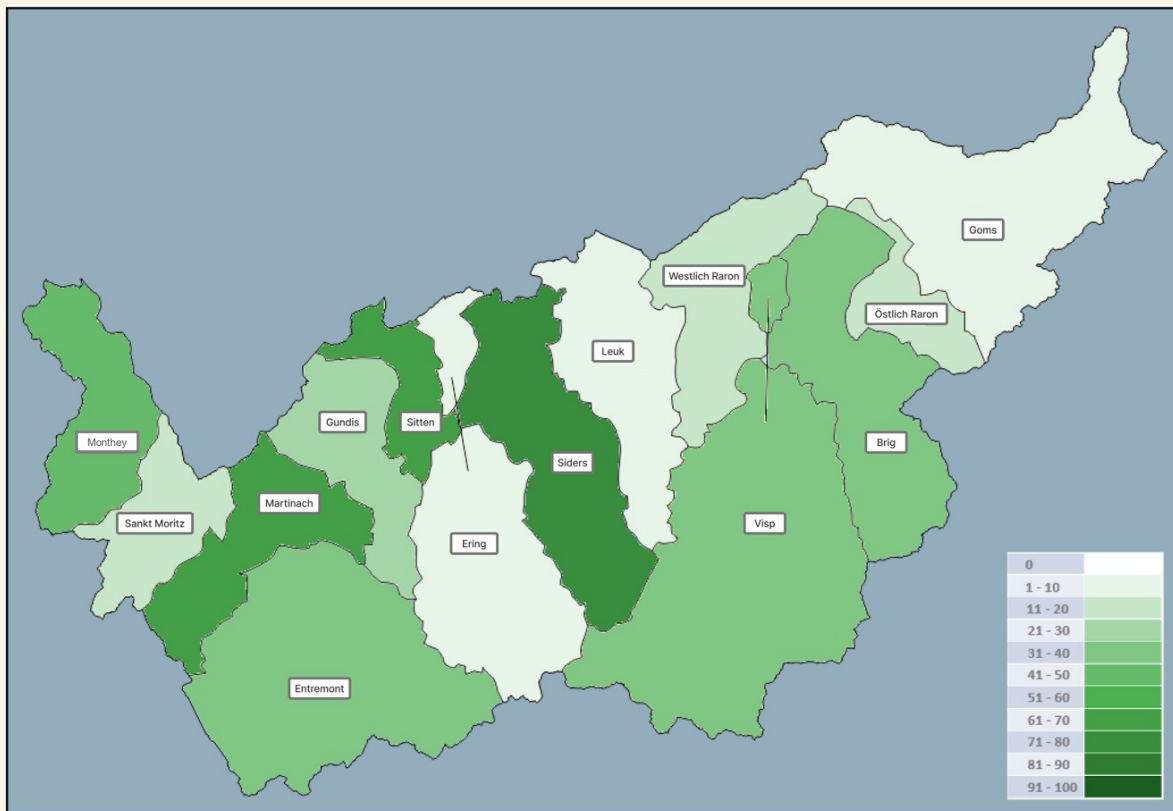 Goms
Westlich Raron
Östlich Raron
Leuk
Gundis
Sitten
Monthey
Brig
Siders
Martinach
Sankt Moritz
Visp
Ering
Entremont
0
1 - 10
11 - 20
21 - 30
31 - 40
41 - 50
51 - 60
61 - 70
71 - 80
81 - 90
91 - 100